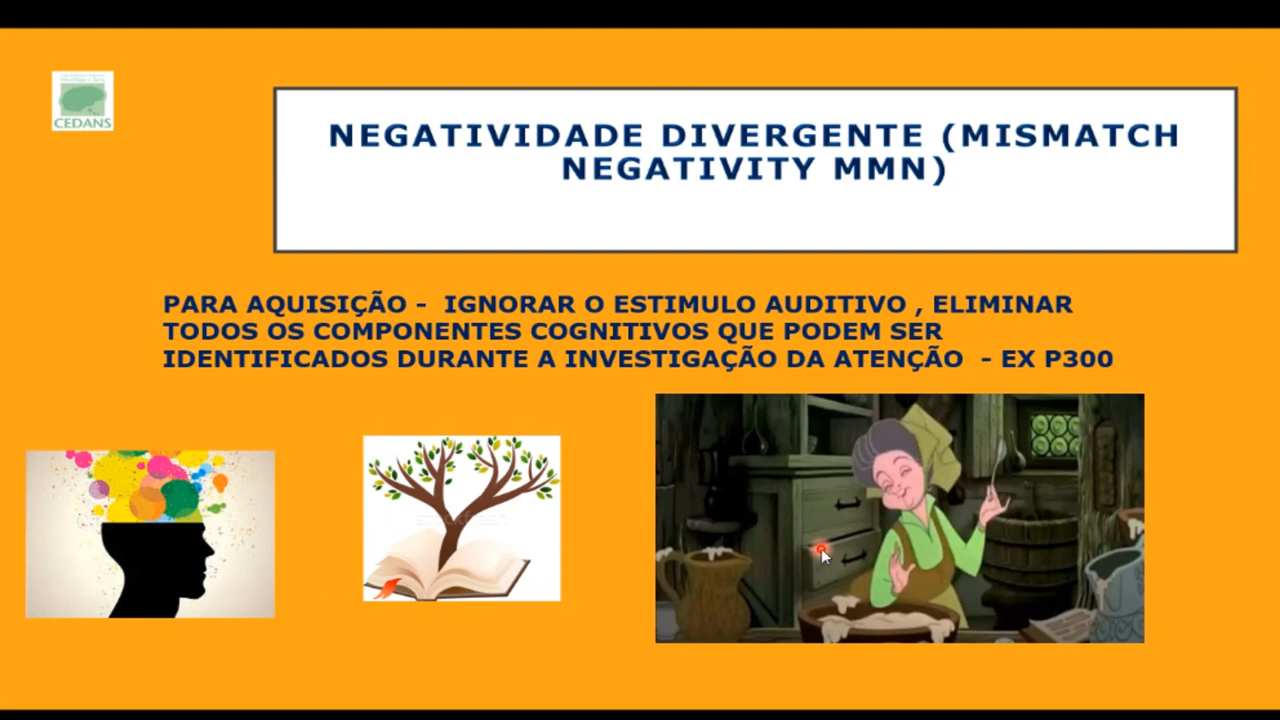 CEDANS
NEGATIVIDADE DIVERGENTE (MISMATCH
NEGATIVITY MMN)
PARA AQUISIÇÃO - IGNORAR O ESTIMULO AUDITIVO , ELIMINAR
TODOS OS COMPONENTES COGNITIVOS QUE PODEM SER
IDENTIFICADOS DURANTE A INVESTIGAÇÃO DA ATENÇÃO - EX P300